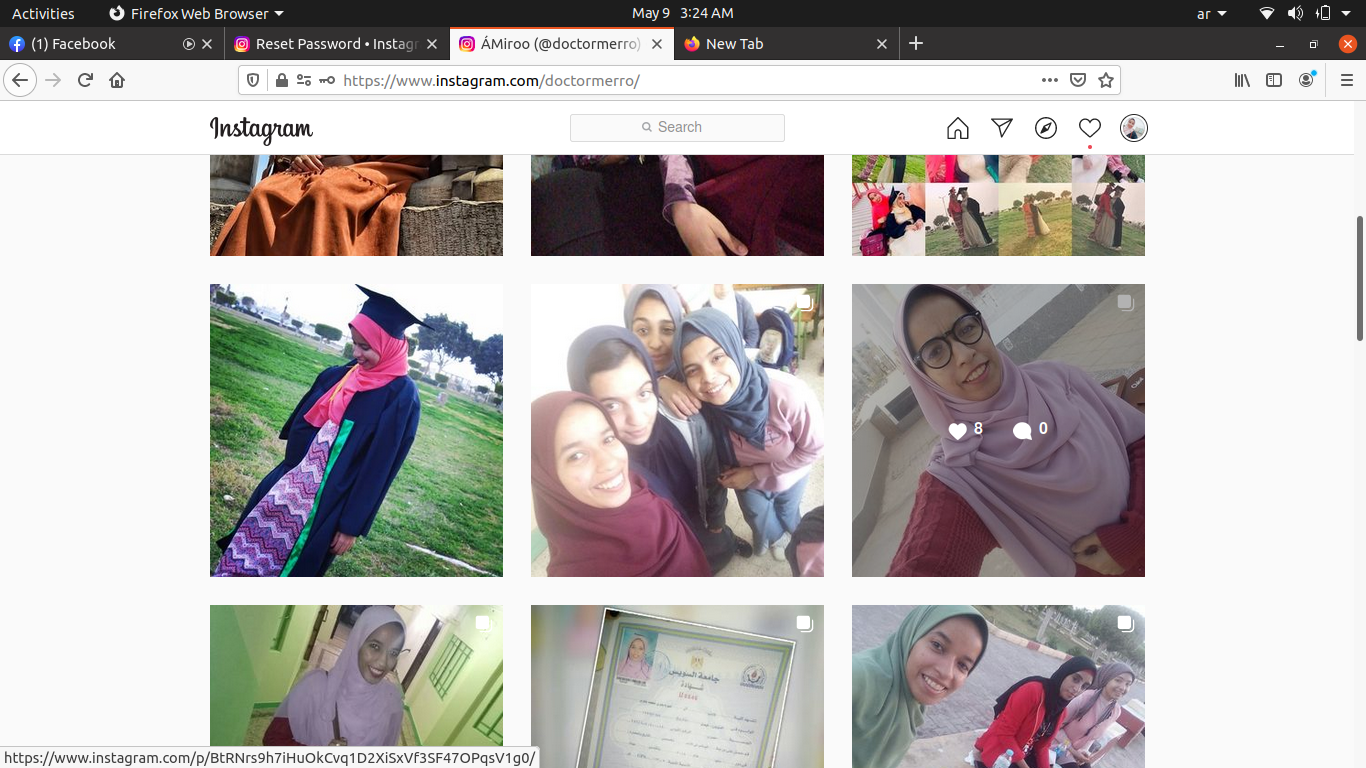 Activities
Firefox Web Browser
May 9 3:24 AM
ar
(1) Facebook
Reset Password • Instagr
ÁMiroo (@doctormerro)
New Tab
https://www.instagram.com/doctormerro/
Instagram
Search
8
0
جامعة السويس
شهادة
https://www.instagram.com/p/BtRNrs9h7iHuOkCvq1D2XiSxVf3SF47OPqsV1g0/